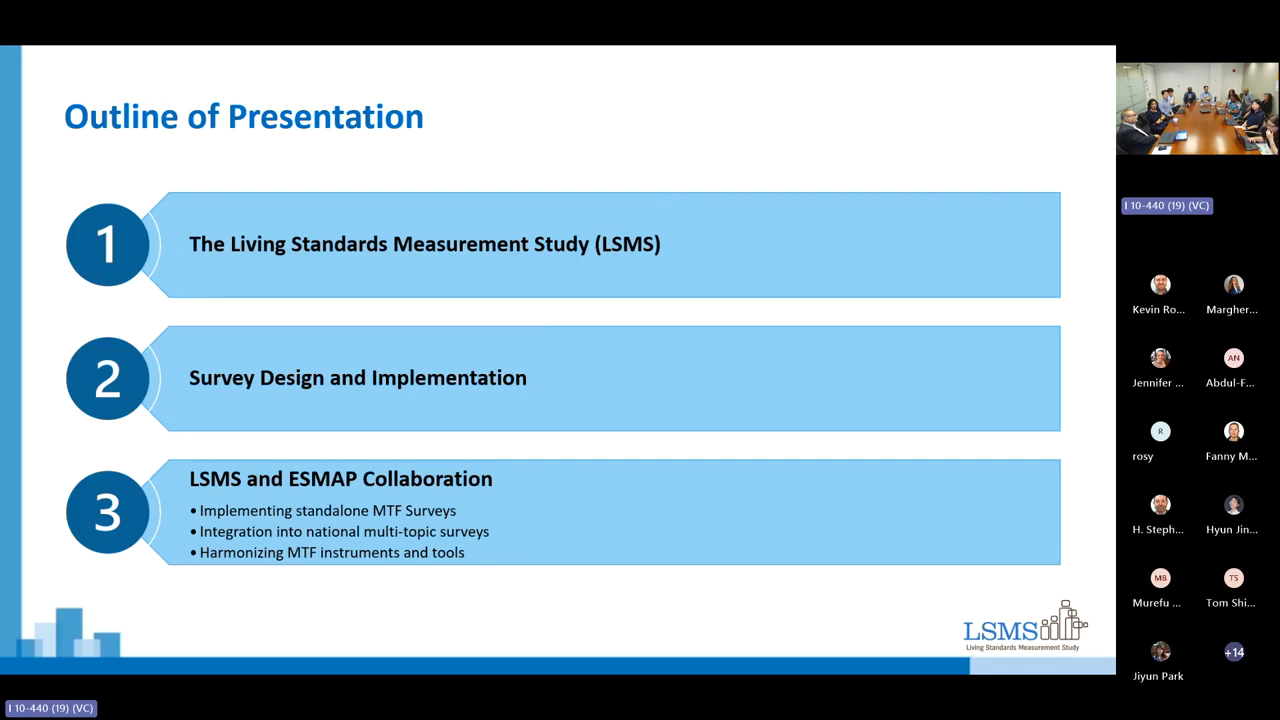 Outline of Presentation
1
The Living Standards Measurement Study (LSMS)
2
Survey Design and Implementation
3
LSMS and ESMAP Collaboration
• Implementing standalone MTF Surveys
• Integration into national multi-topic surveys
• Harmonizing MTF instruments and tools
LSMS
Living Standards Measurement Study
I 10-440 (19) (VC)
Kevin Ro...
Margher...
Jennifer ...
AN
Abdul-F...
R
rosy
Fanny M...
H. Steph...
Hyun Jin...
MB
Murefu ...
TS
Tom Shi...
Jiyun Park
+14
I 10-440 (19) (VC)